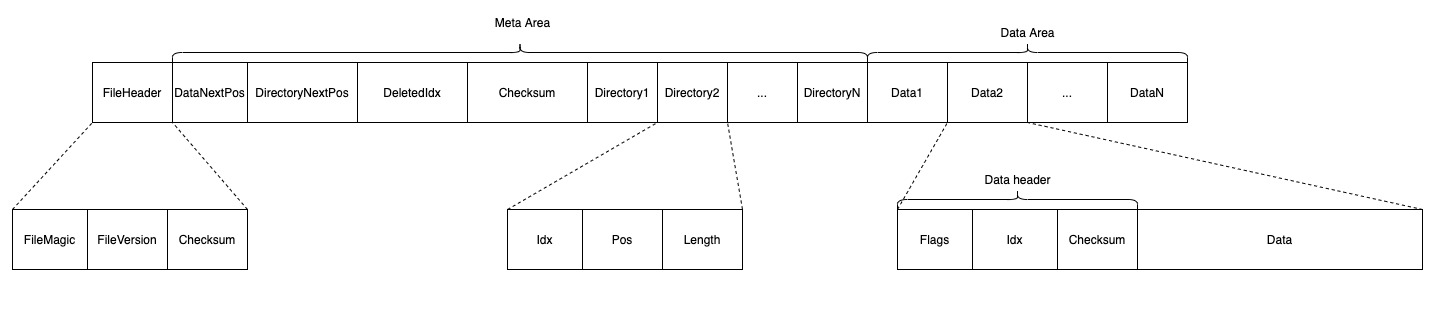 Meta Area
Data Area
FileHeader DataNextPos DirectoryNextPos DeletedIdx Checksum Directory1 Directory2 ... DirectoryN Data1 Data2 ... DataN
Data header
FileMagic FileVersion Checksum Idx Pos Length Flags Idx Checksum Data